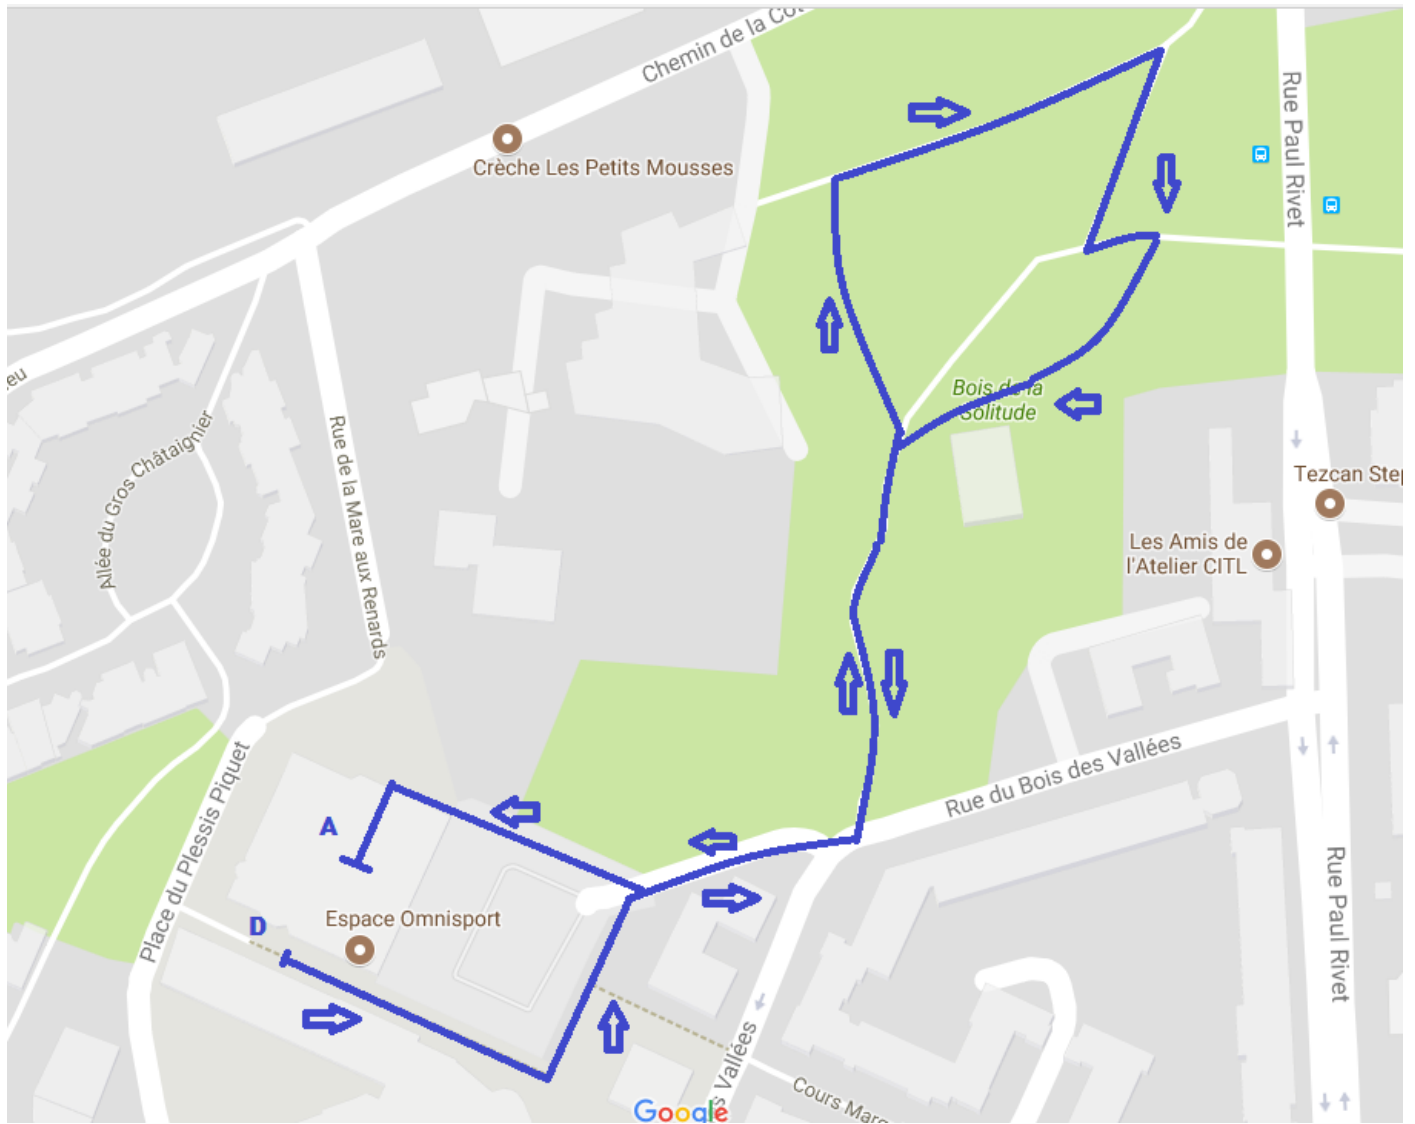 Chemin de la Cot
Rue Paul Rivet
Crèche Les Petits Mousses
eu
Bois de la
Solitude
Allée du Gros Châtaignier
Rue de la Mare aux Renards
Tezcan Step
Les Amis de
l'Atelier CITL
Place du Plessis Piquet
Rue du Bois des Vallées
A
Espace Omnisport
D
Rue Paul Rivet
s Vallées
Cours Marg
Google